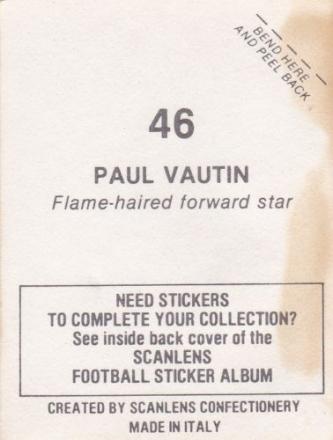 BEND HERE
AND PEEL BACK
46
PAUL VAUTIN
Flame-haired forward star
NEED STICKERS
TO COMPLETE YOUR COLLECTION?
See inside back cover of the
SCANLENS
FOOTBALL STICKER ALBUM
CREATED BY SCANLENS CONFECTIONERY
MADE IN ITALY